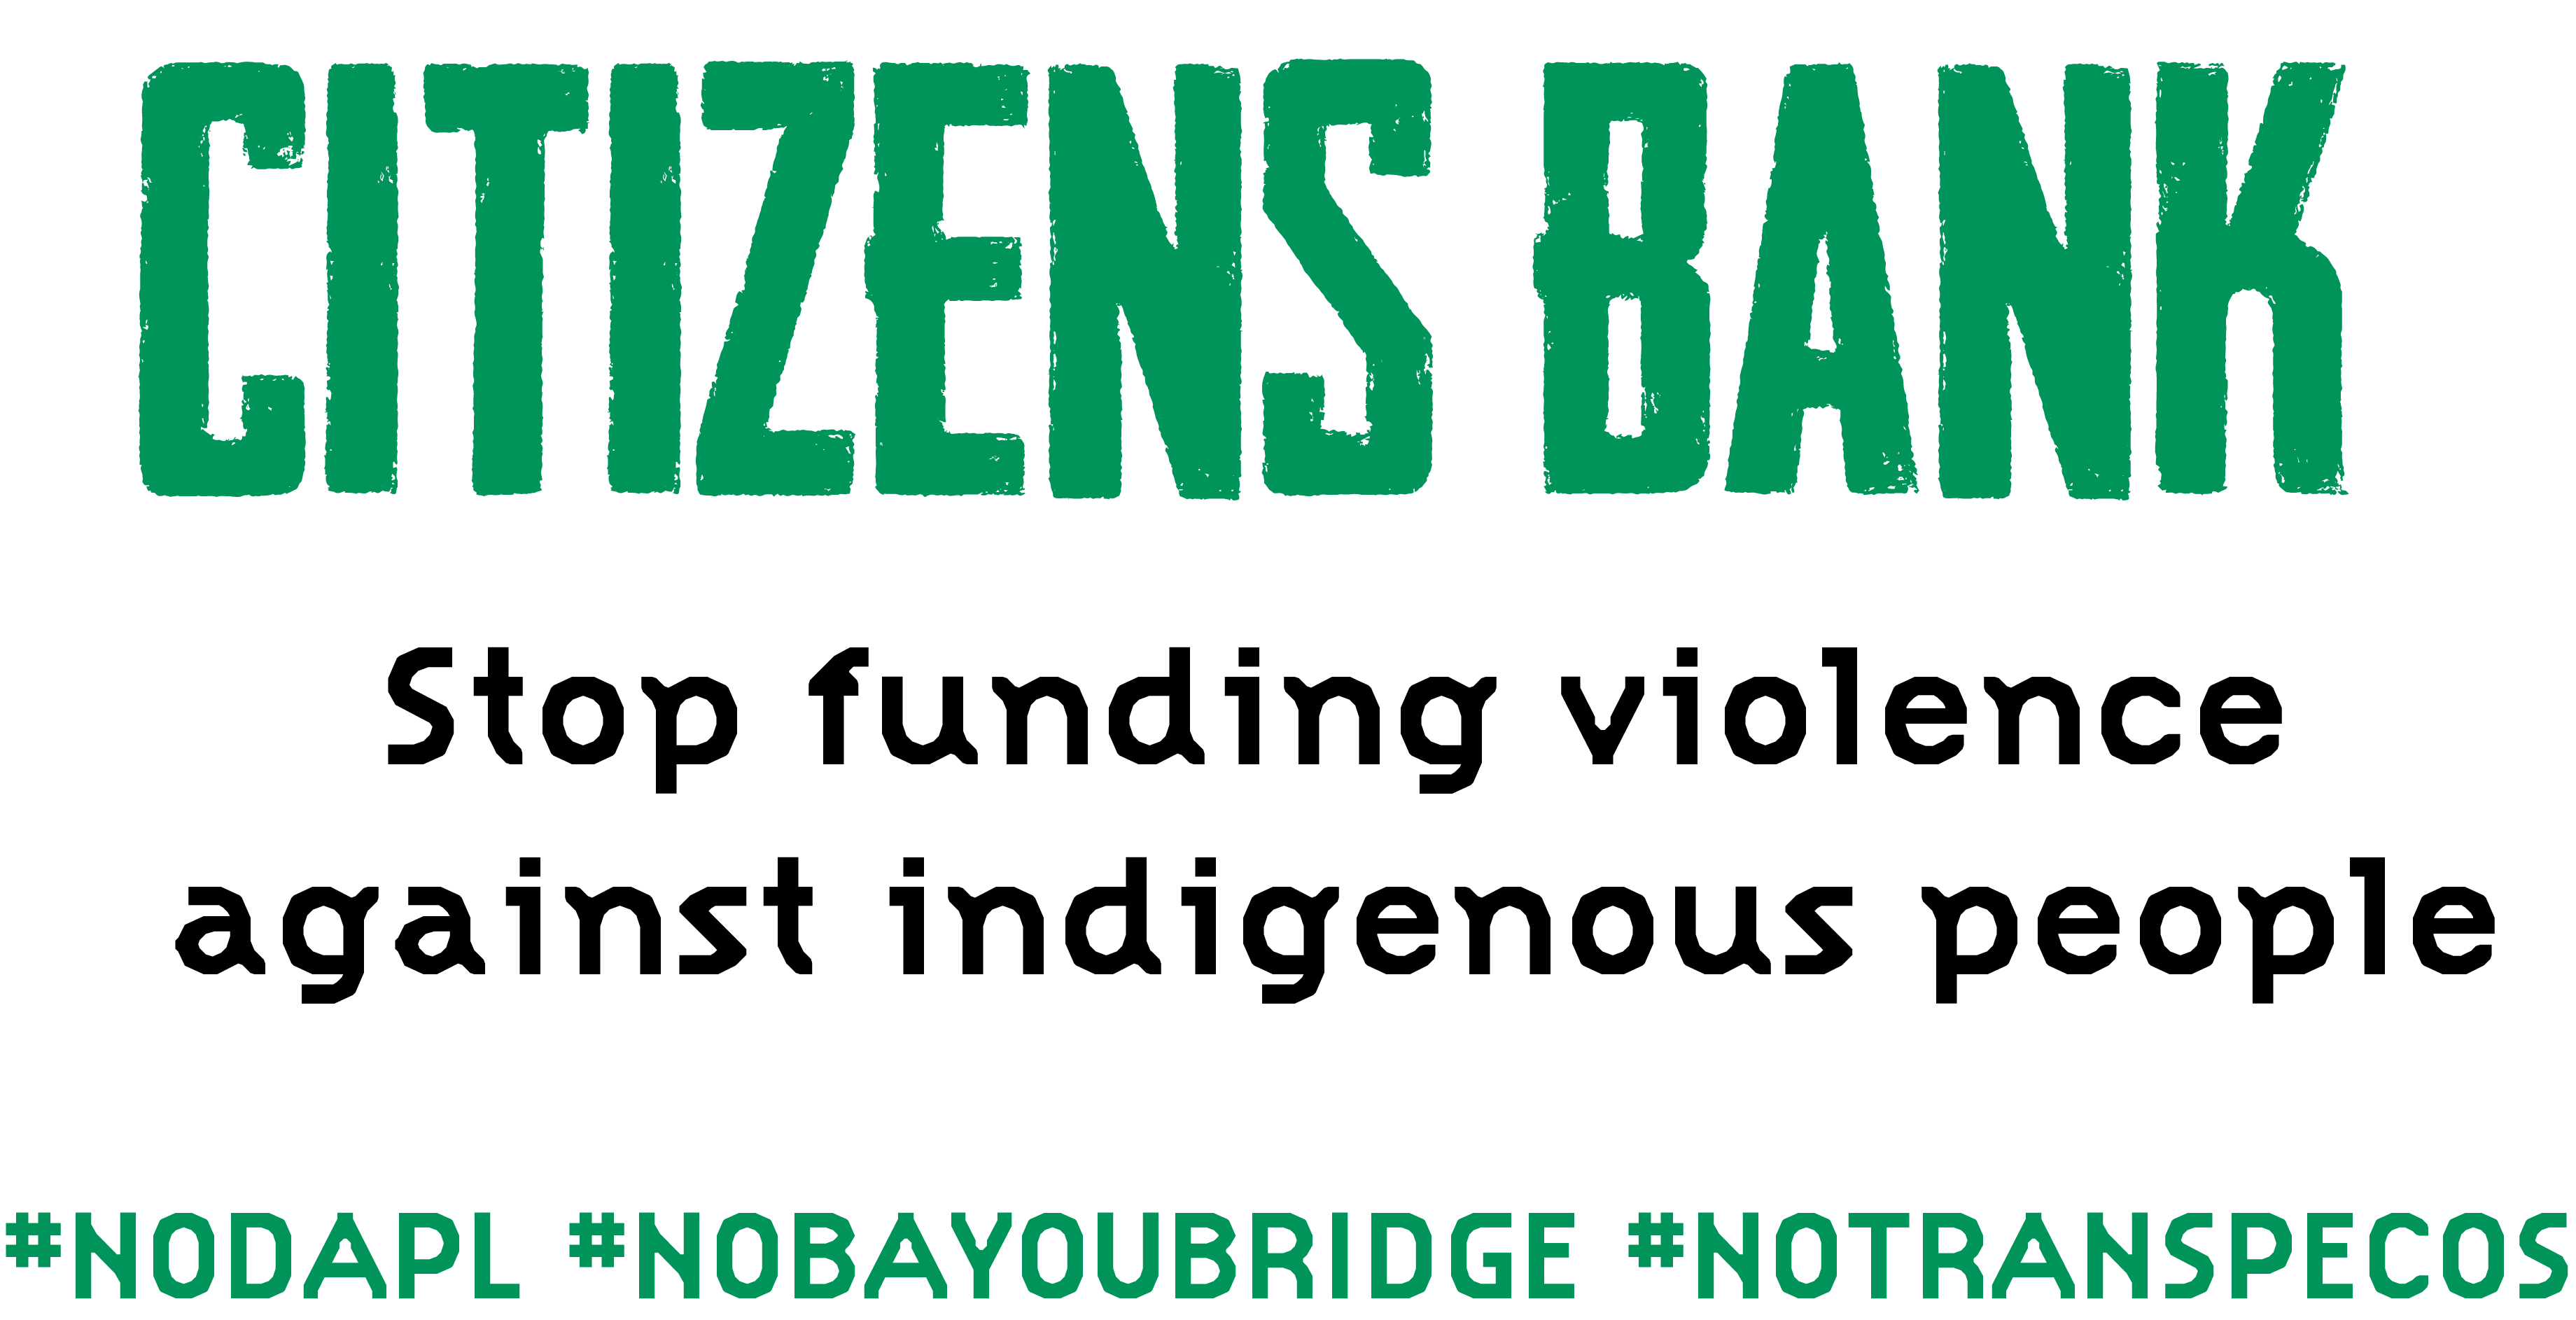 CITIZENS BANK
Stop funding violence
against indigenous people
#NODAPL #NOBAYOUBRIDGE #NOTRANSPECOS